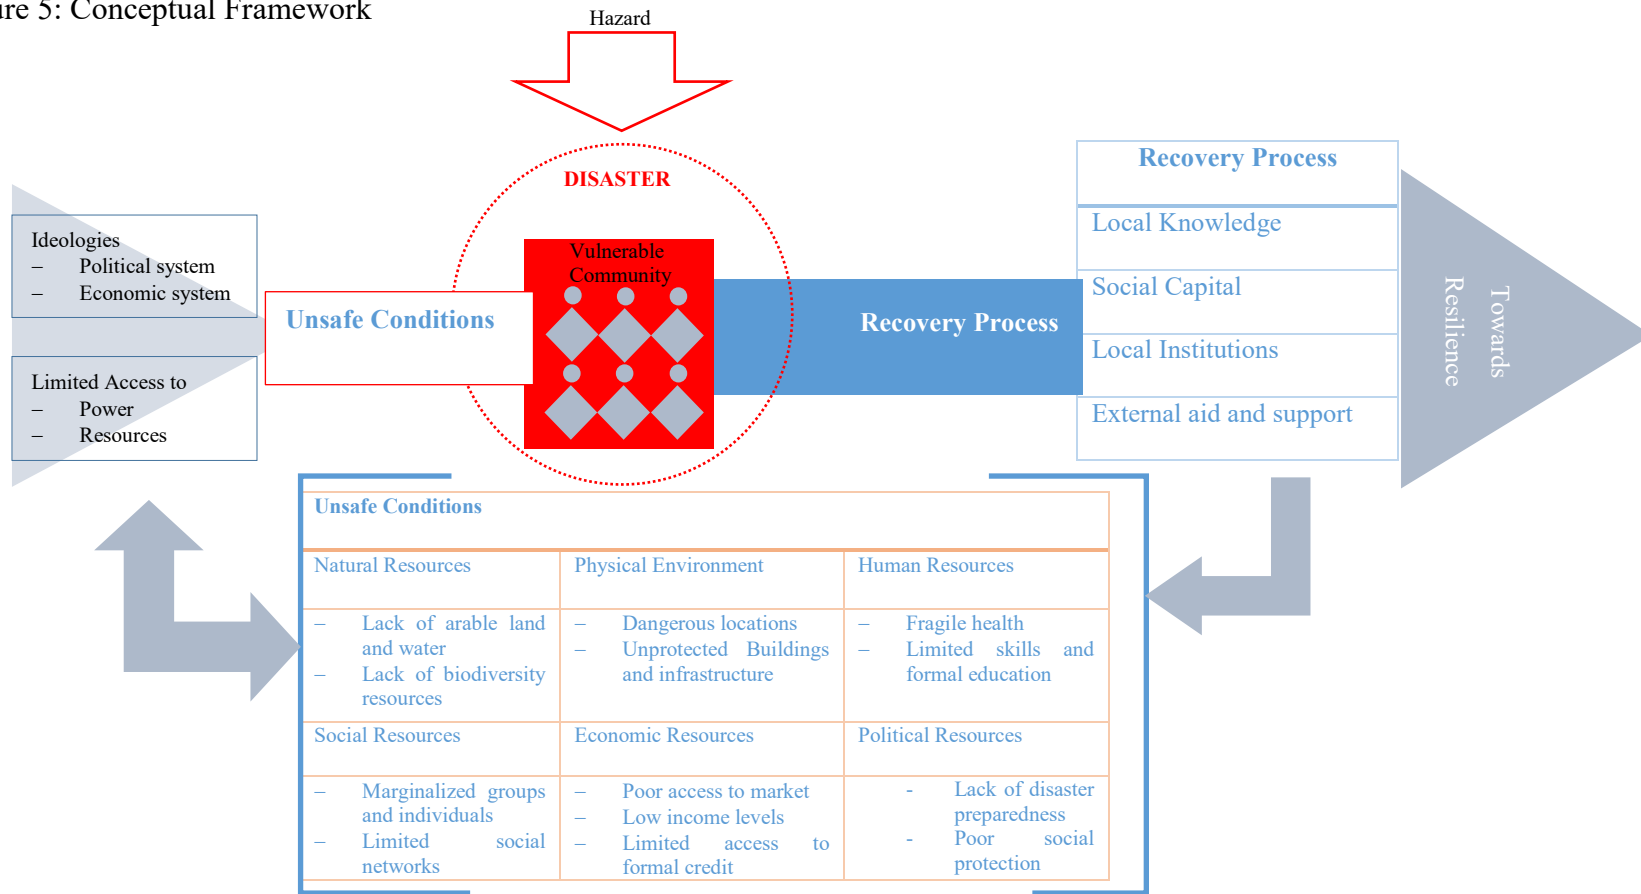 ure 5: Conceptual Framework
Hazard
DISASTER
Vulnerable
Community
Ideologies
– Political system
– Economic system
Limited Access to
– Power
– Resources
Unsafe Conditions
Recovery Process
Recovery Process
Local Knowledge
Social Capital
Local Institutions
External aid and support
Towards
Resilience
Unsafe Conditions
Natural Resources
Physical Environment
Human Resources
– Lack of arable land
and water
– Lack of biodiversity
resources
– Dangerous locations
– Unprotected Buildings
and infrastructure
– Fragile health
– Limited skills and
formal education
Social Resources
Economic Resources
Political Resources
– Marginalized groups
and individuals
– Limited social
networks
– Poor access to market
– Low income levels
– Limited access to
formal credit
- Lack of disaster
preparedness
- Poor social
protection